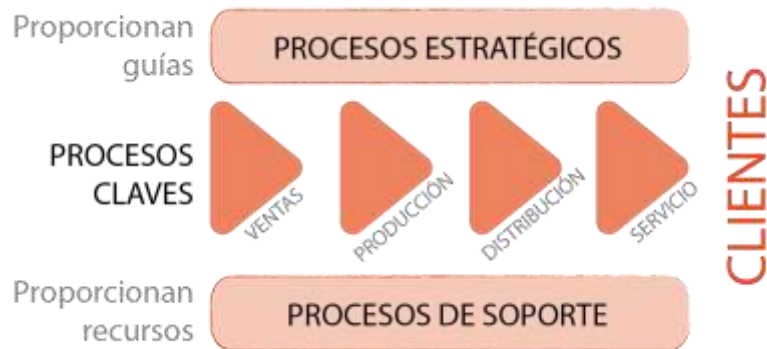 Proporcionan
guías
PROCESOS ESTRATÉGICOS
PROCESOS
CLAVES
VENTAS
PRODUCCIÓN
DISTRIBUCIÓN
SERVICIO
CLIENTES
Proporcionan
recursos
PROCESOS DE SOPORTE